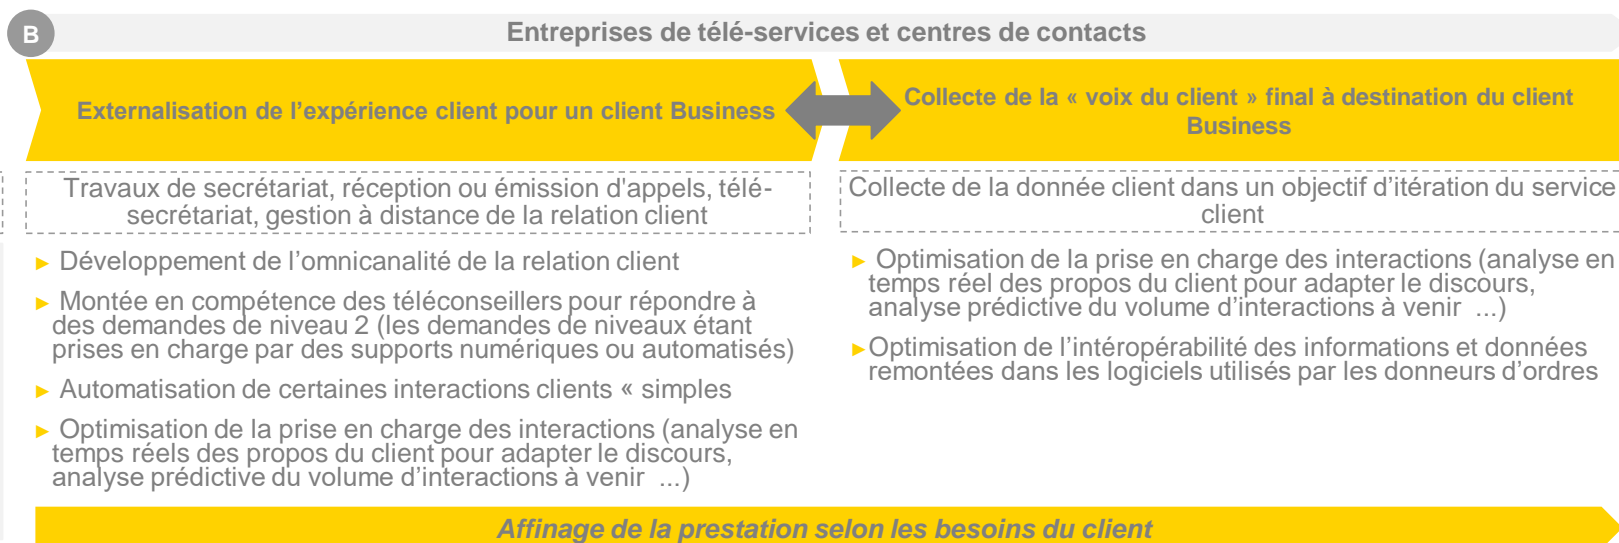 B
Entreprises de télé-services et centres de contacts
Externalisation de l’expérience client pour un client Business
Collecte de la « voix du client » final à destination du client
Business
Travaux de secrétariat, réception ou émission d'appels, télé-
secrétariat, gestion à distance de la relation client
► Développement de l’omnicanalité de la relation client
► Montée en compétence des téléconseillers pour répondre à
des demandes de niveau 2 (les demandes de niveaux étant
prises en charge par des supports numériques ou automatisés)
► Automatisation de certaines interactions clients « simples
► Optimisation de la prise en charge des interactions (analyse en
temps réels des propos du client pour adapter le discours,
analyse prédictive du volume d’interactions à venir ...)
Collecte de la donnée client dans un objectif d’itération du service
client
► Optimisation de la prise en charge des interactions (analyse en
temps réel des propos du client pour adapter le discours,
analyse prédictive du volume d’interactions à venir ...)
► Optimisation de l’intéropérabilité des informations et données
remontées dans les logiciels utilisés par les donneurs d’ordres
Affinage de la prestation selon les besoins du client